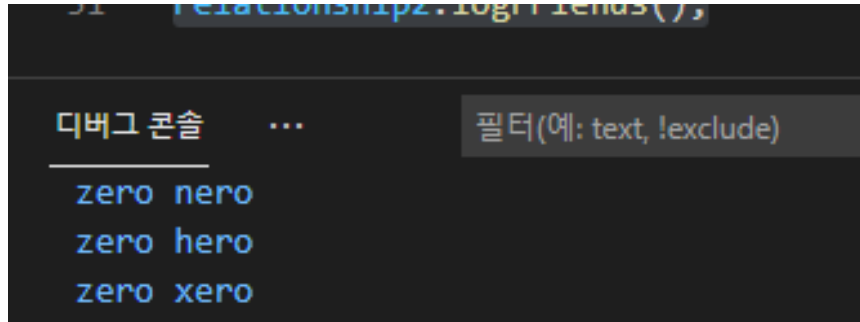 relationship2.logFriends();
디버그 콘솔 ... 필터(예: text, !exclude)
zero nero
zero hero
zero xero